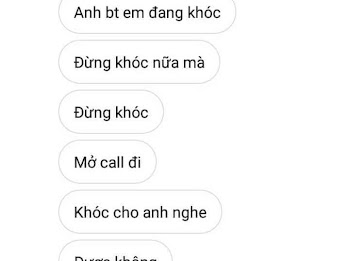 Anh bt em đang khóc
Đừng khóc nữa mà
Đừng khóc
Mở call đi
Khóc cho anh nghe
Được không